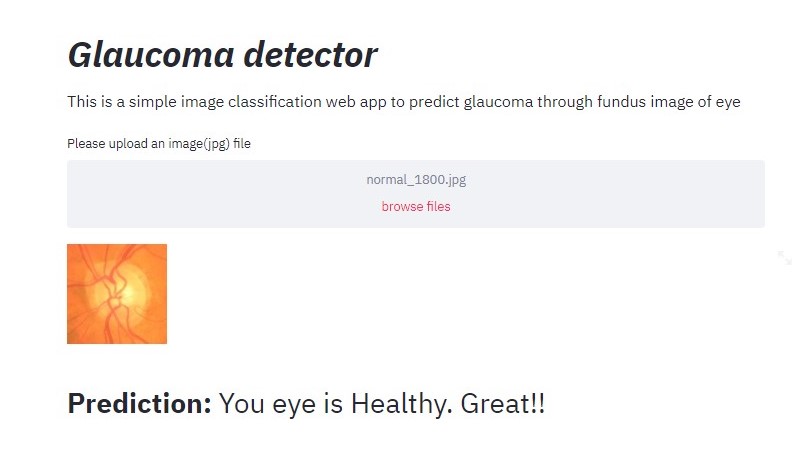 Glaucoma detector
This is a simple image classification web app to predict glaucoma through fundus image of eye
Please upload an image(jpg) file
normal_1800.jpg
browse files
Prediction: You eye is Healthy. Great!!